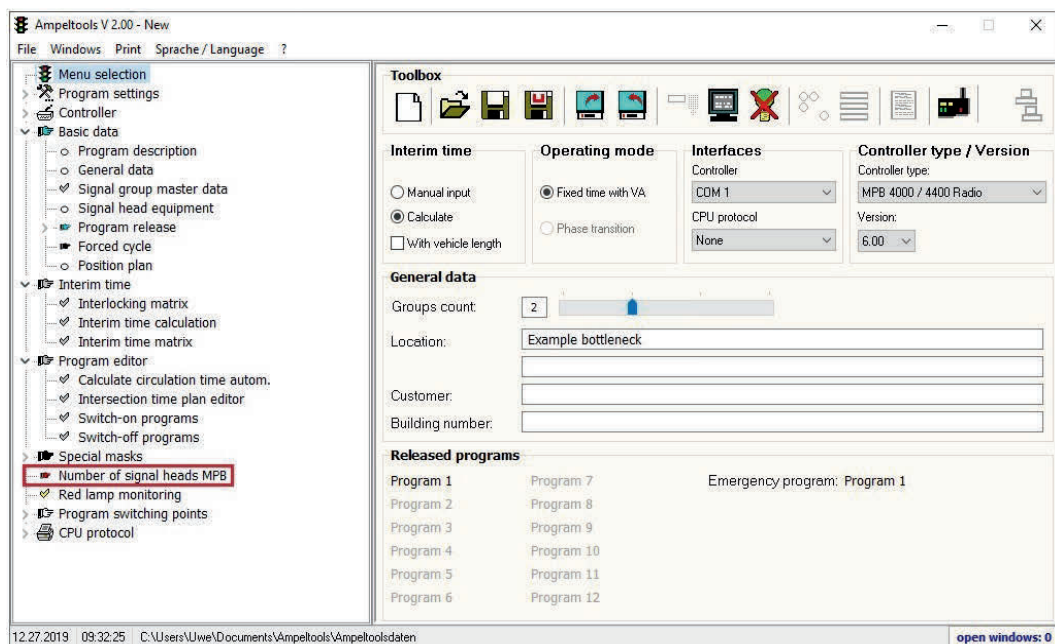 Ampeltools V 2.00 - New
File Windows Print Sprache / Language ?
Menu selection
Program settings
Controller
Basic data
Program description
General data
Signal group master data
Signal head equipment
Program release
Forced cycle
Position plan
Interim time
Interlocking matrix
Interim time calculation
Interim time matrix
Program editor
Calculate circulation time autom.
Intersection time plan editor
Switch-on programs
Switch-off programs
Special masks
Number of signal heads MPB
Red lamp monitoring
Program switching points
CPU protocol
Toolbox
Interim time
Manual input
Calculate
With vehicle length
Operating mode
Fixed time with VA
Phase transition
Interfaces
Controller
COM 1
CPU protocol
None
Controller type / Version
Controller type:
MPB 4000 / 4400 Radio
Version:
6.00
General data
Groups count: 2
Location: Example bottleneck
Customer:
Building number:
Released programs
Program 1 Program 7 Emergency program: Program 1
Program 2 Program 8
Program 3 Program 9
Program 4 Program 10
Program 5 Program 11
Program 6 Program 12
12.27.2019 09:32:25 C:\Users\Uwe\Documents\Ampeltools\Ampeltoolsdaten open windows: 0